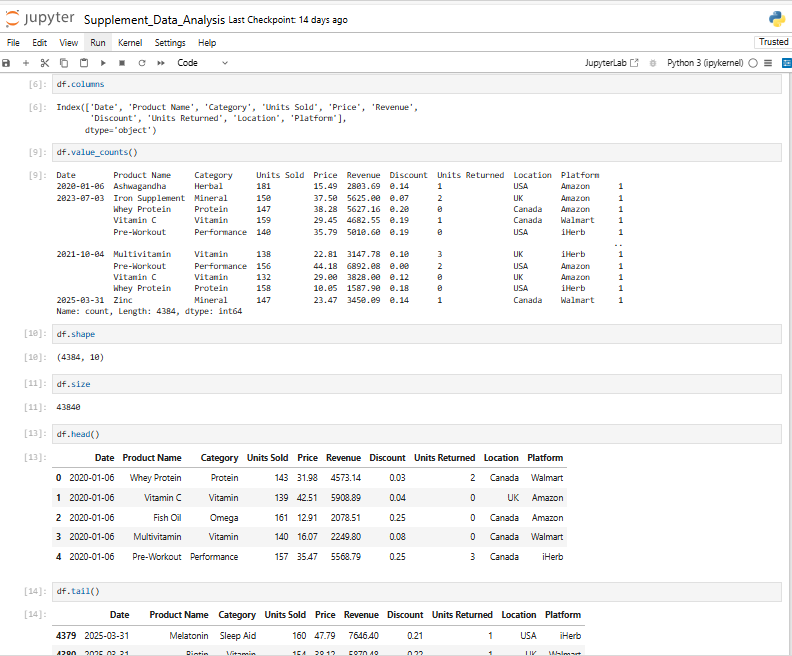 jupyter Supplement_Data_Analysis Last Checkpoint: 14 days ago
File Edit View Run Kernel Settings Help Trusted
Code JupyterLab Python 3 (ipykernel)
[6]: df.columns
[6]: Index(['Date', 'Product Name', 'Category', 'Units Sold', 'Price', 'Revenue',
'Discount', 'Units Returned', 'Location', 'Platform'],
dtype='object')
[9]: df.value_counts()
[9]: Date Product Name Category Units Sold Price Revenue Discount Units Returned Location Platform
2020-01-06 Ashwagandha Herbal 181 15.49 2803.69 0.14 1 USA Amazon 1
2023-07-03 Iron Supplement Mineral 150 37.50 5625.00 0.07 2 UK Amazon 1
Whey Protein Protein 147 38.28 5627.16 0.20 0 Canada Amazon 1
Vitamin C Vitamin 159 29.45 4682.55 0.19 1 Canada Walmart 1
Pre-Workout Performance 140 35.79 5010.60 0.19 0 USA iHerb 1
..
2021-10-04 Multivitamin Vitamin 138 22.81 3147.78 0.10 3 UK iHerb 1
Pre-Workout Performance 156 44.18 6892.08 0.00 2 USA Amazon 1
Vitamin C Vitamin 132 29.00 3828.00 0.12 0 UK Amazon 1
Whey Protein Protein 158 10.05 1587.90 0.18 0 USA iHerb 1
2025-03-31 Zinc Mineral 147 23.47 3450.09 0.14 1 Canada Walmart 1
Name: count, Length: 4384, dtype: int64
[10]: df.shape
[10]: (4384, 10)
[11]: df.size
[11]: 43840
[13]: df.head()
[13]: Date Product Name Category Units Sold Price Revenue Discount Units Returned Location Platform
0 2020-01-06 Whey Protein Protein 143 31.98 4573.14 0.03 2 Canada Walmart
1 2020-01-06 Vitamin C Vitamin 139 42.51 5908.89 0.04 0 UK Amazon
2 2020-01-06 Fish Oil Omega 161 12.91 2078.51 0.25 0 Canada Amazon
3 2020-01-06 Multivitamin Vitamin 140 16.07 2249.80 0.08 0 Canada Walmart
4 2020-01-06 Pre-Workout Performance 157 35.47 5568.79 0.25 3 Canada iHerb
[14]: df.tail()
[14]: Date Product Name Category Units Sold Price Revenue Discount Units Returned Location Platform
4379 2025-03-31 Melatonin Sleep Aid 160 47.79 7646.40 0.21 1 USA iHerb
4380 2025-03-31 Biotin Vitamin 154 38.12 5870.48 0.22 1 UK Walmart